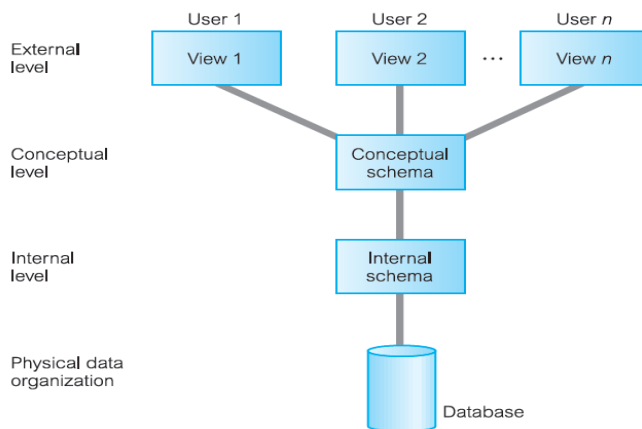 User 1
User 2
User n
External
level
View 1
View 2
...
View n
Conceptual
level
Conceptual
schema
Internal
level
Internal
schema
Physical data
organization
Database